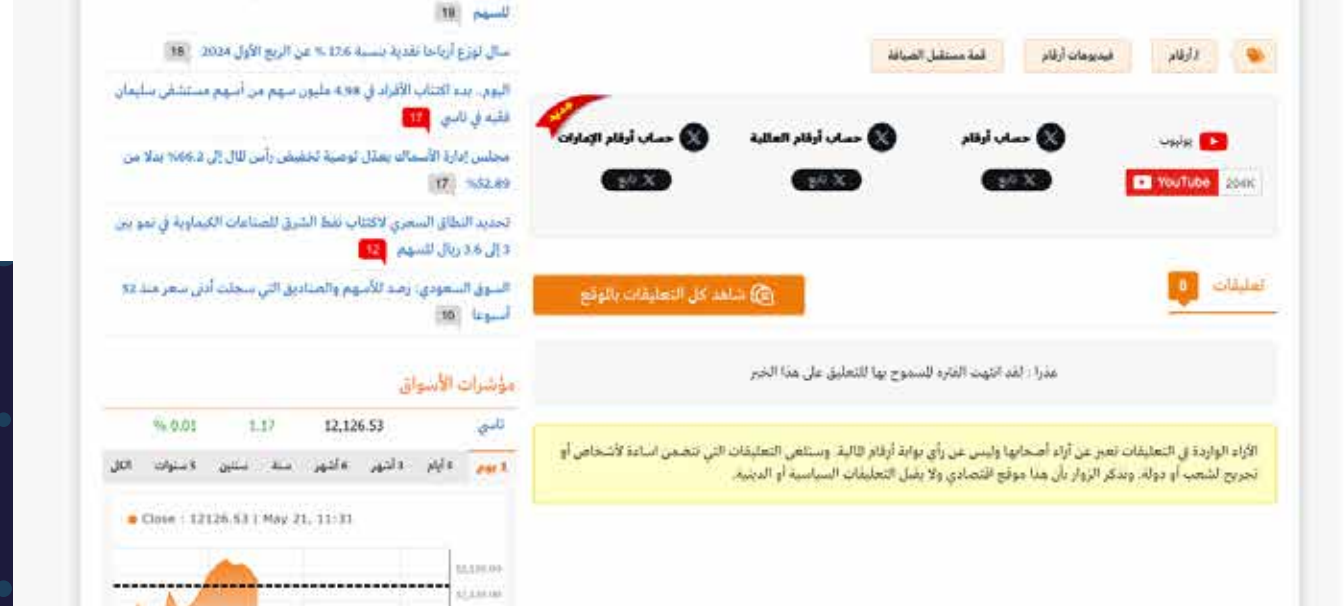 أرقام
فيديوهات أرقام
قمة مستقبل الضيافة
يوتيوب
YouTube 204K
حساب أرقام
تابع
حساب أرقام العالمية
تابع
حساب أرقام الإمارات
تابع
جديد
تعليقات 0
شاهد كل التعليقات بالموقع
عذرا : لقد انتهت الفتره المسموح بها للتعليق على هذا الخبر
الآراء الواردة في التعليقات تعبر عن آراء أصحابها وليس عن رأي بوابة أرقام المالية. وستلغى التعليقات التي تتضمن اساءة لأشخاص أو
تجريح لشعب أو دولة. ونذكر الزوار بأن هذا موقع اقتصادي ولا يقبل التعليقات السياسية أو الدينية.
للسهم 19
سال توزع أرباحا نقدية بنسبة 17.6 % عن الربع الأول 2024 18
اليوم.. بدء اكتتاب الأفراد في 4.98 مليون سهم من أسهم مستشفى سليمان
فقيه في تاسي 17
مجلس إدارة الأسماك يعدّل توصية تخفيض رأس المال إلى 66.2% بدلا من
52.89% 17
تحديد النطاق السعري لاكتتاب نفط الشرق للصناعات الكيماوية في نمو بين
3 إلى 3.6 ريال للسهم 12
السوق السعودي: رصد للأسهم والصناديق التي سجلت أدنى سعر منذ 52
أسبوعا 10
مؤشرات الأسواق
تاسي 12,126.53 1.17 0.01 %
1 يوم 5 أيام 3 أشهر 6 أشهر سنة سنتين 5 سنوات الكل
Close : 12126.53 | May 21, 11:31